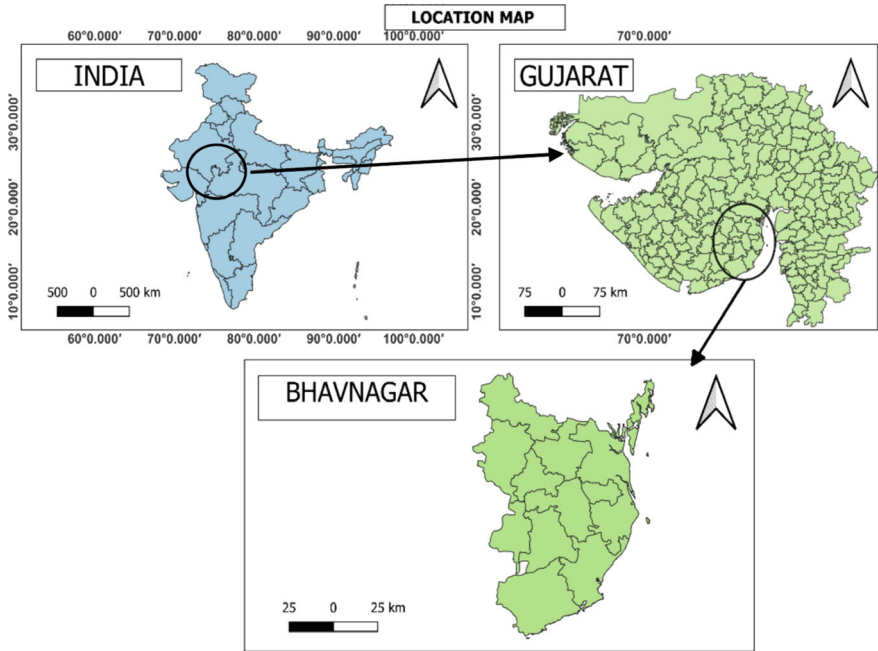 LOCATION MAP
60°0.000′ 70°0.000′ 80°0.000′ 90°0.000′ 100°0.000′
INDIA
30°0.000′
20°0.000′
10°0.000′
500 0 500 km
60°0.000′ 70°0.000′ 80°0.000′ 90°0.000′ 100°0.000′
70°0.000′
GUJARAT
30°0.000′
20°0.000′
10°0.000′
75 0 75 km
70°0.000′
BHAVNAGAR
25 0 25 km